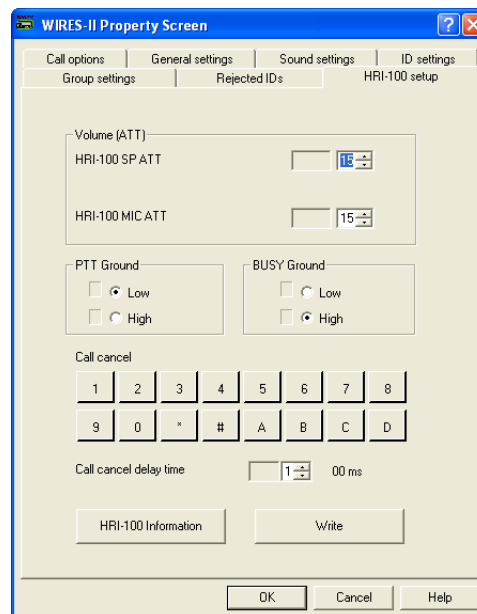 WIRES-II Property Screen
Call options General settings Sound settings ID settings
Group settings Rejected IDs HRI-100 setup
Volume (ATT)
HRI-100 SP ATT 15
HRI-100 MIC ATT 15
PTT Ground BUSY Ground
Low Low
High High
Call cancel
1 2 3 4 5 6 7 8
9 0 * # A B C D
Call cancel delay time 1 00 ms
HRI-100 Information Write
OK Cancel Help